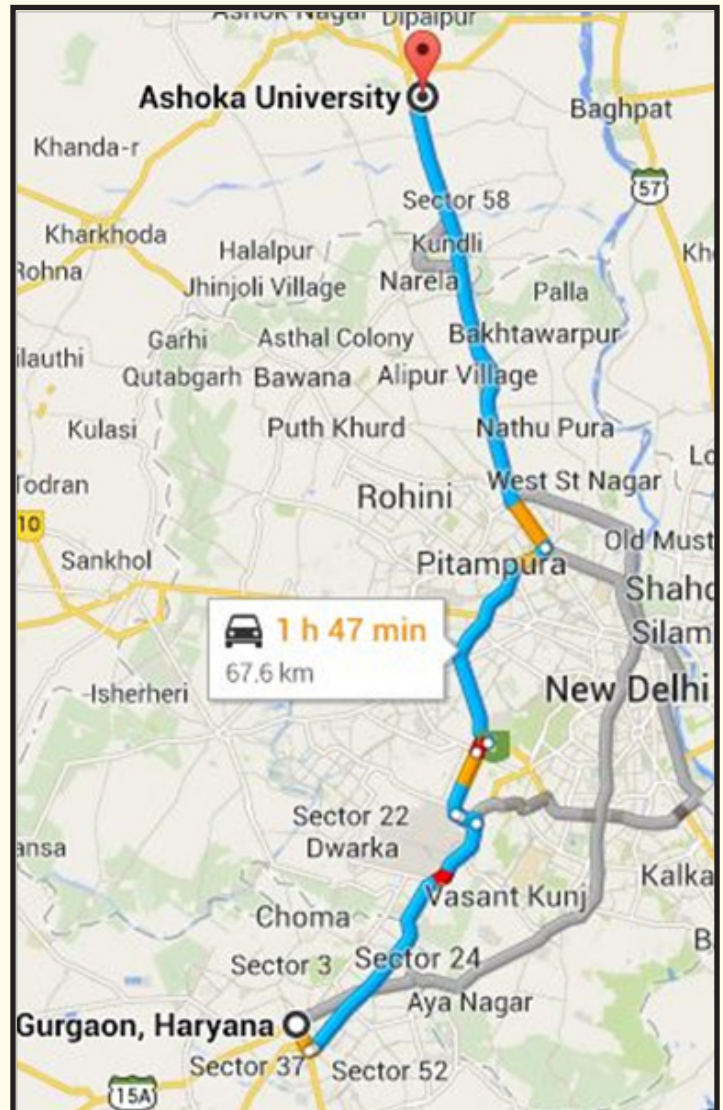 Ashok Nagar Dipalpur
Ashoka University
Baghpat
Khanda-r
57
Sector 58
Kharkhoda
Halalpur
Kundli
Kh
Rohna
Jhinjoli Village
Narela
Palla
Garhi
Asthal Colony
Bakhtawarpur
ilauthi
Qutabgarh
Bawana
Alipur Village
Kulasi
Puth Khurd
Nathu Pura
Todran
Rohini
West St Nagar
10
Old Must
Sankhol
Pitampura
Shahd
Silam
1 h 47 min
67.6 km
Isherheri
New Delhi
Sector 22
Dwarka
ansa
Vasant Kunj
Kalka
Choma
Sector 3
Sector 24
B
Aya Nagar
Gurgaon, Haryana
Sector 37
Sector 52
15A